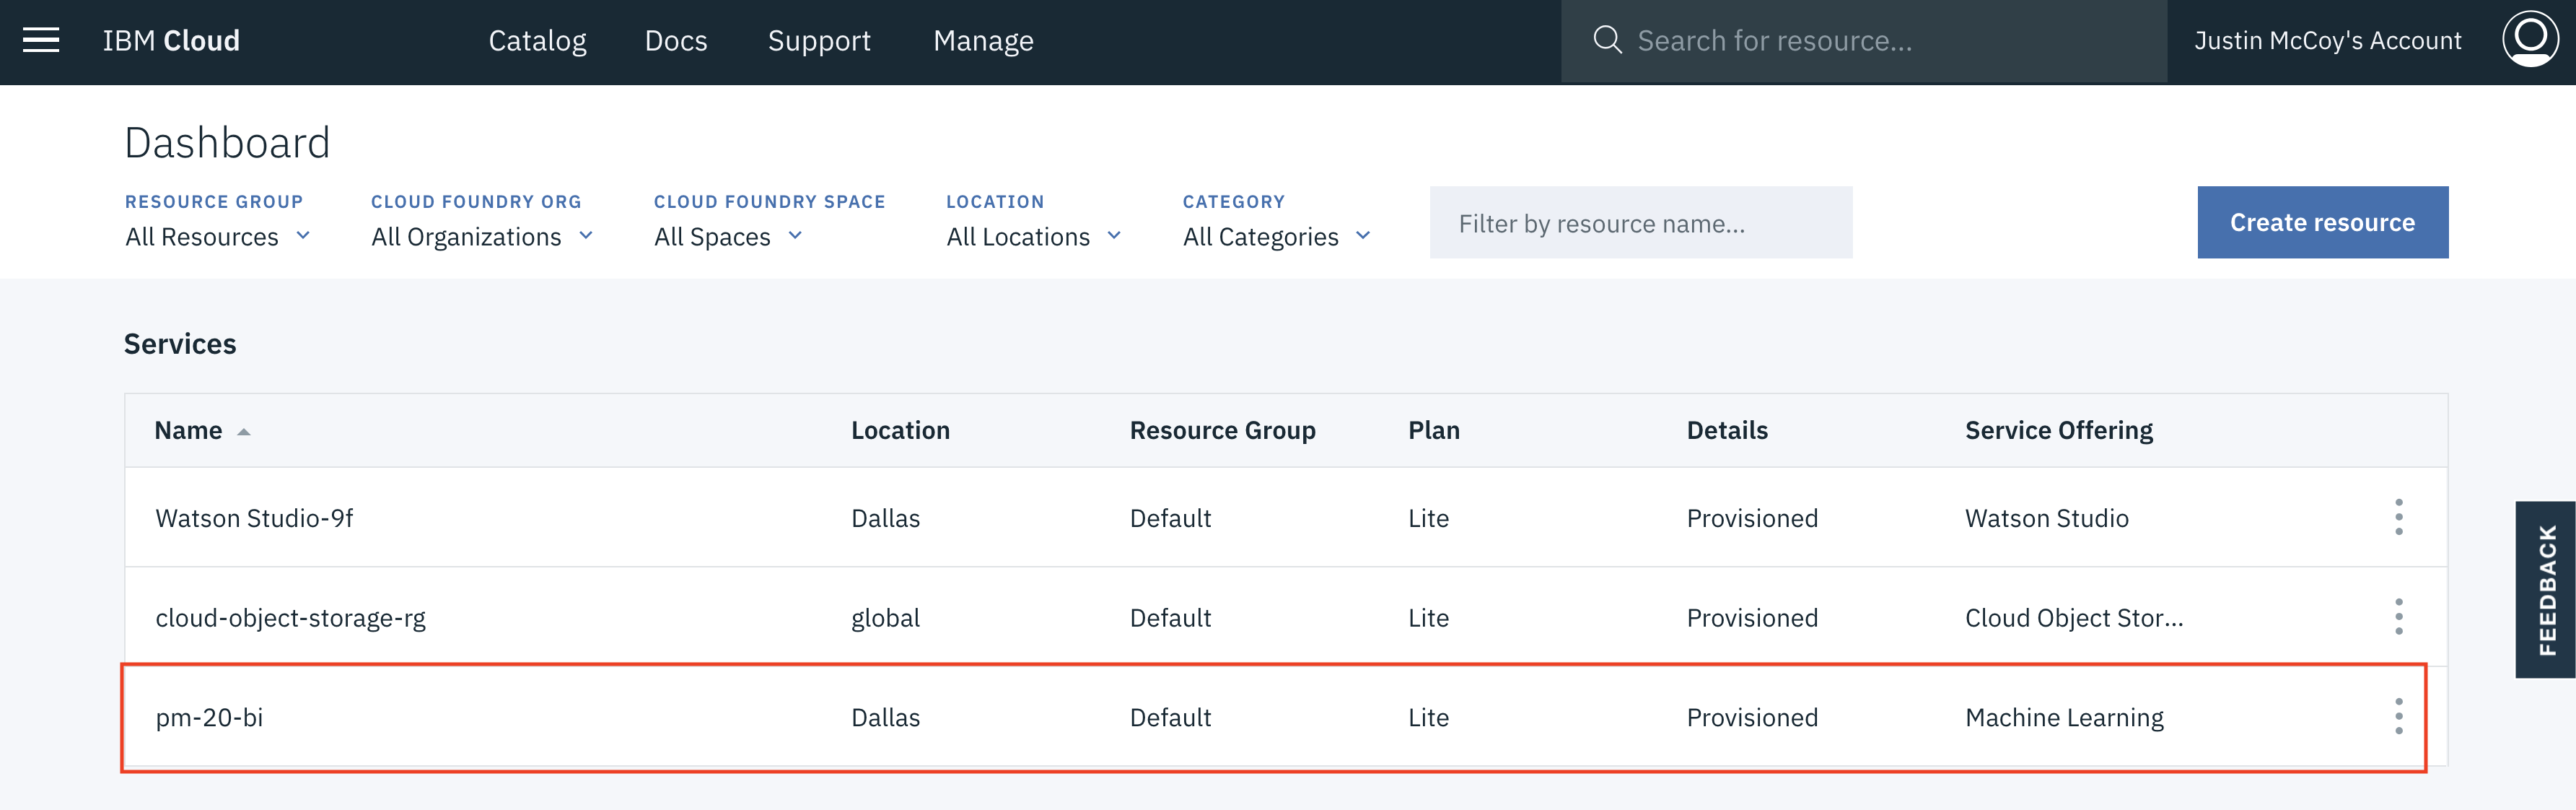 IBM Cloud Catalog Docs Support Manage Search for resource... Justin McCoy's Account
Dashboard
RESOURCE GROUP CLOUD FOUNDRY ORG CLOUD FOUNDRY SPACE LOCATION CATEGORY
All Resources All Organizations All Spaces All Locations All Categories Filter by resource name... Create resource
Services
Name Location Resource Group Plan Details Service Offering
Watson Studio-9f Dallas Default Lite Provisioned Watson Studio
cloud-object-storage-rg global Default Lite Provisioned Cloud Object Stor...
pm-20-bi Dallas Default Lite Provisioned Machine Learning
FEEDBACK